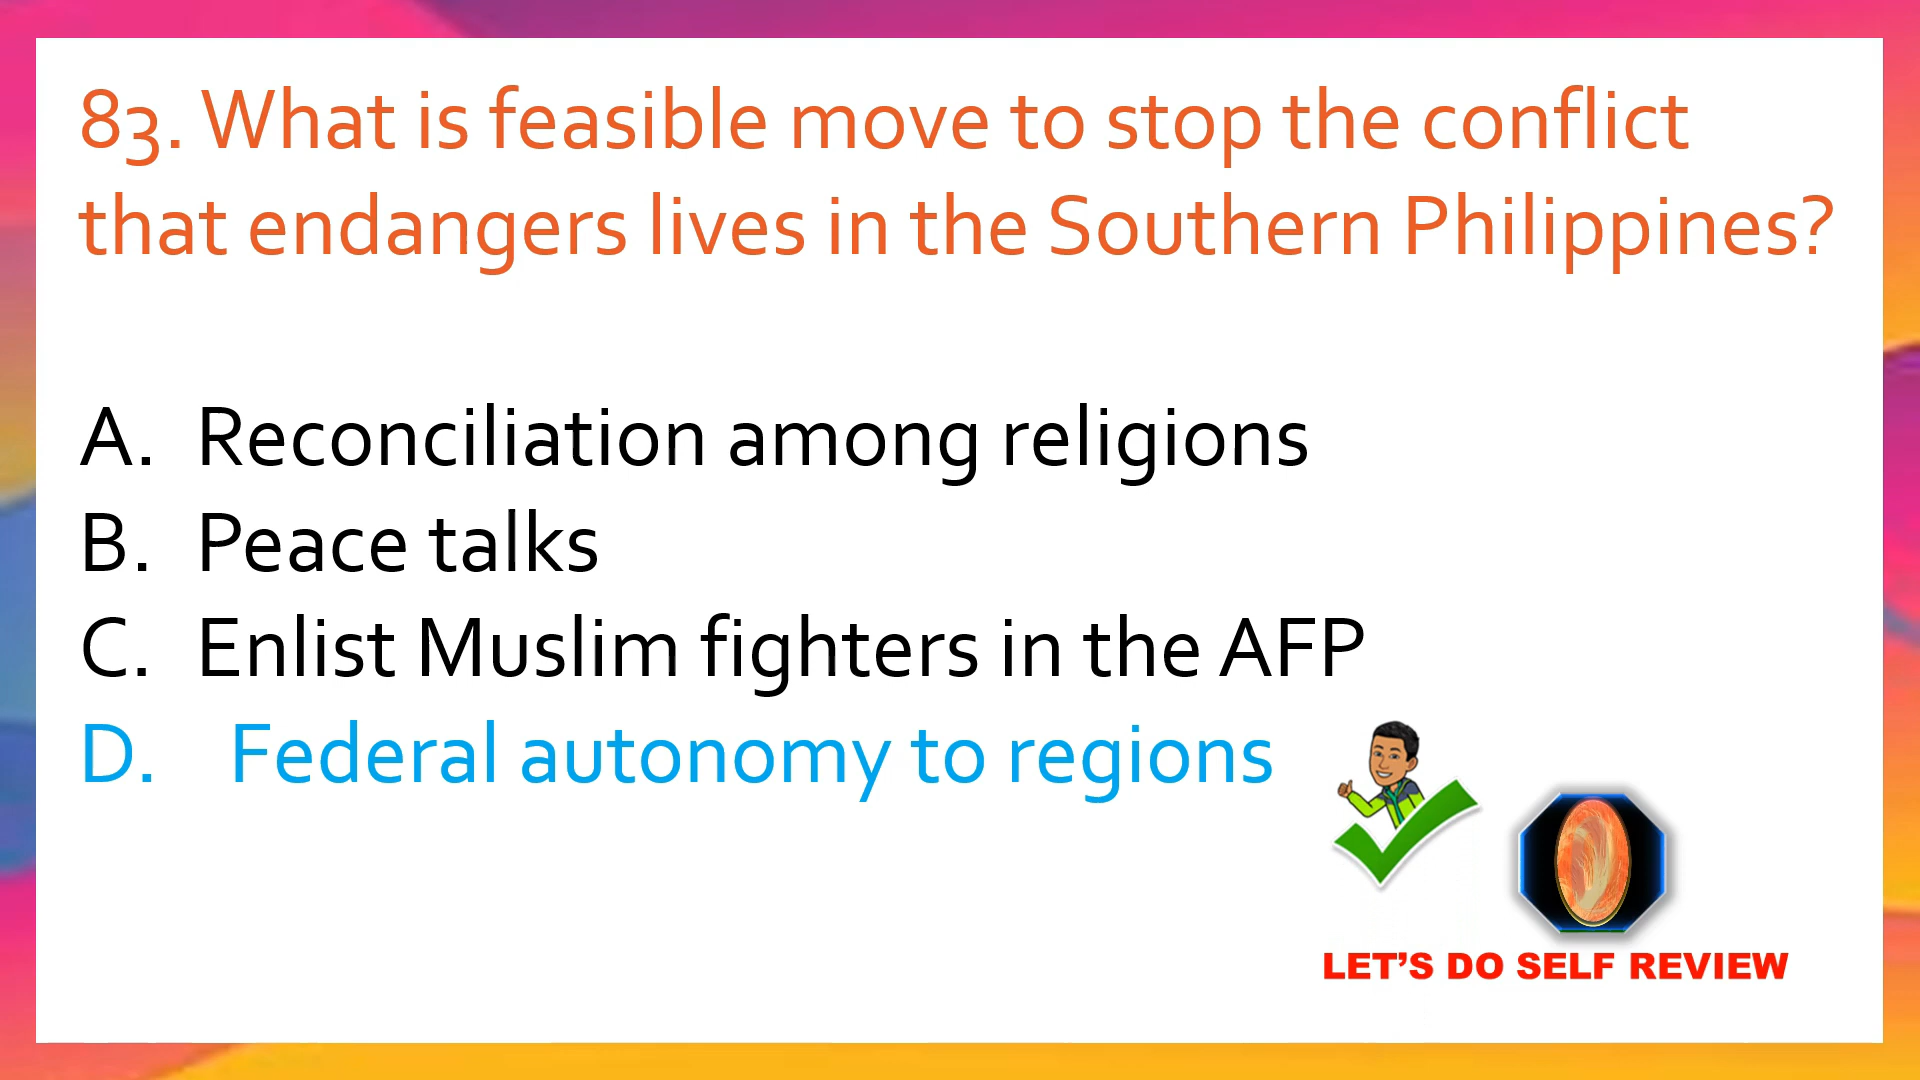 83. What is feasible move to stop the conflict
that endangers lives in the Southern Philippines?
A. Reconciliation among religions
B. Peace talks
C. Enlist Muslim fighters in the AFP
D. Federal autonomy to regions
LET'S DO SELF REVIEW